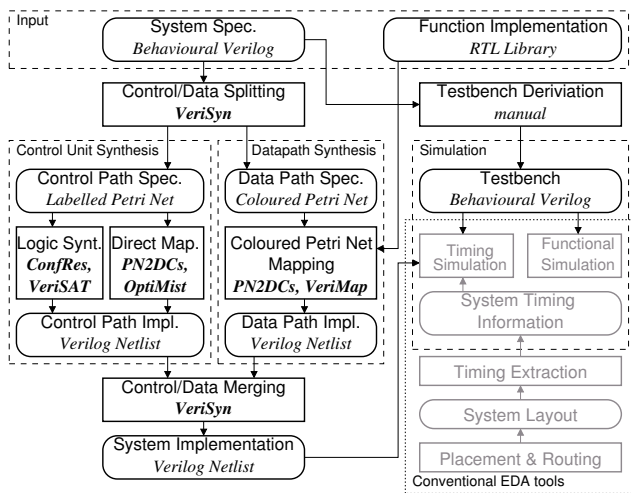 Input
System Spec.
Behavioural Verilog
Function Implementation
RTL Library
Control/Data Splitting
VeriSyn
Testbench Deriviation
manual
Control Unit Synthesis
Datapath Synthesis
Simulation
Control Path Spec.
Labelled Petri Net
Data Path Spec.
Coloured Petri Net
Testbench
Behavioural Verilog
Logic Synt.
ConfRes,
VeriSAT
Direct Map.
PN2DCs,
OptiMist
Coloured Petri Net
Mapping
PN2DCs, VeriMap
Timing
Simulation
Functional
Simulation
System Timing
Information
Control Path Impl.
Verilog Netlist
Data Path Impl.
Verilog Netlist
Timing Extraction
Control/Data Merging
VeriSyn
System Layout
System Implementation
Verilog Netlist
Placement & Routing
Conventional EDA tools